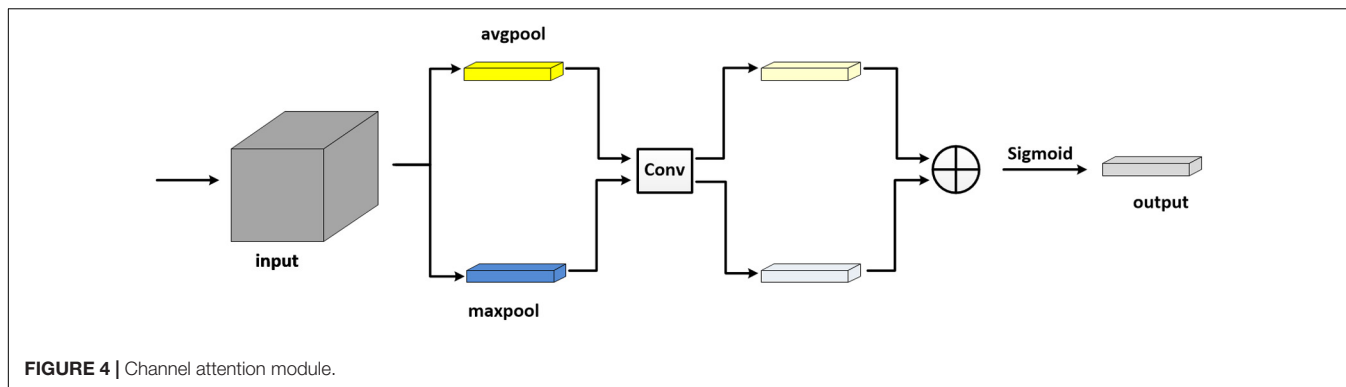 avgpool
Conv
Sigmoid
output
input
maxpool
FIGURE 4 | Channel attention module.